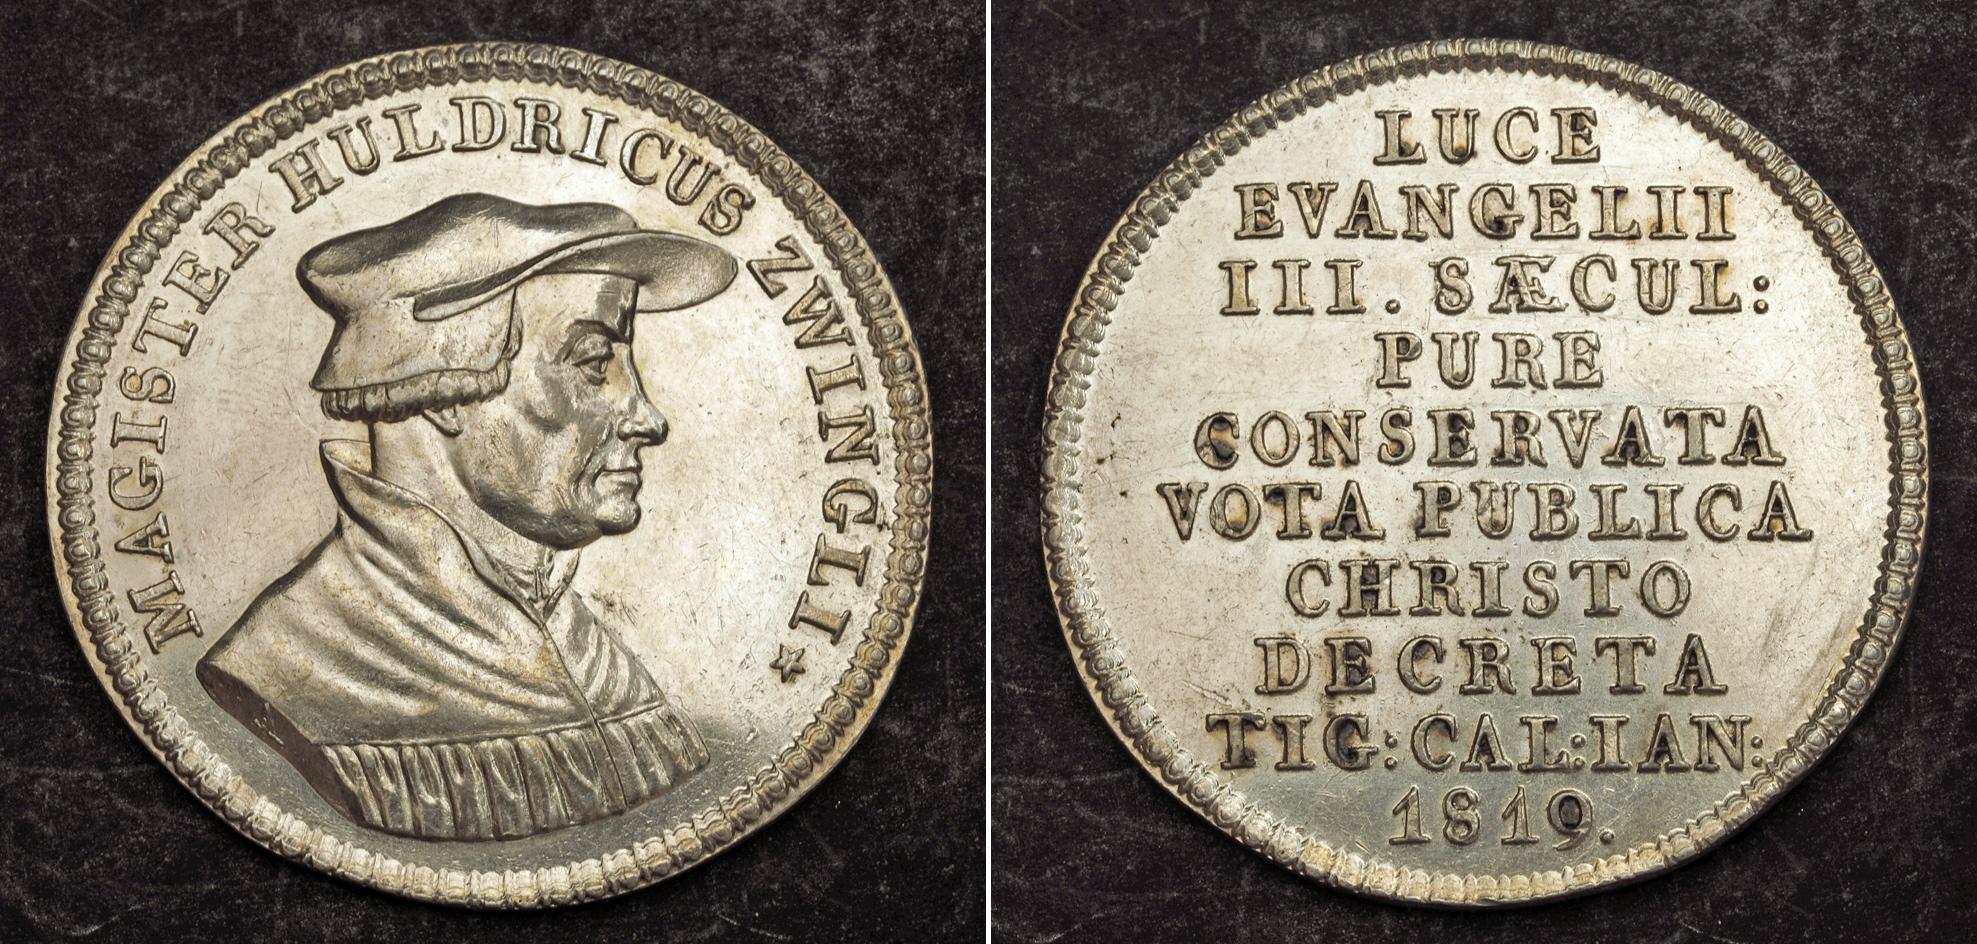 MAGISTER HULDRICUS ZWINGLI
LUCE
EVANGELII
III. SÆCUL:
PURE
CONSERVATA
VOTA PUBLICA
CHRISTO
DECRETA
TIG:CAL:IAN:
1819.